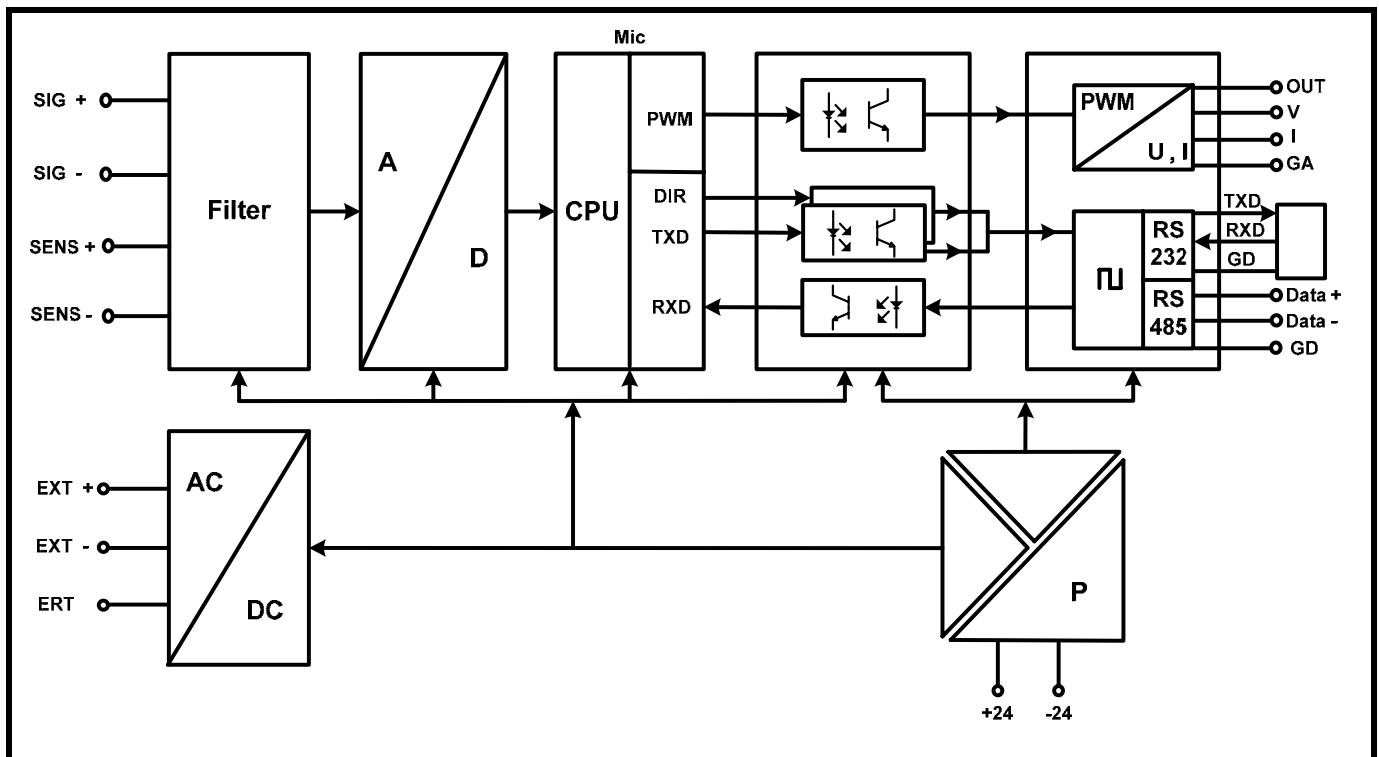 Mic
SIG +
SIG -
SENS +
SENS -
Filter
A
D
CPU
PWM
DIR
TXD
RXD
PWM
U , I
OUT
V
I
GA
RS
232
RS
485
TXD
RXD
GD
Data +
Data -
GD
EXT +
EXT -
ERT
AC
DC
P
+24
-24